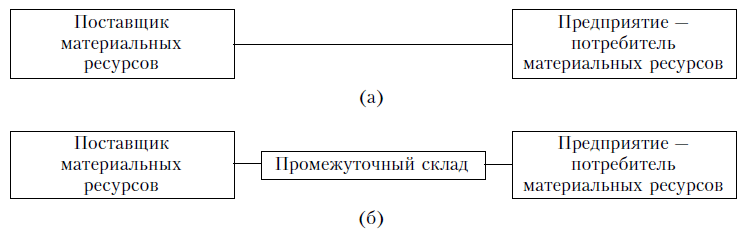 Поставщик
материальных
ресурсов
Предприятие —
потребитель
материальных ресурсов
(а)
Поставщик
материальных
ресурсов
Промежуточный склад
Предприятие —
потребитель
материальных ресурсов
(б)